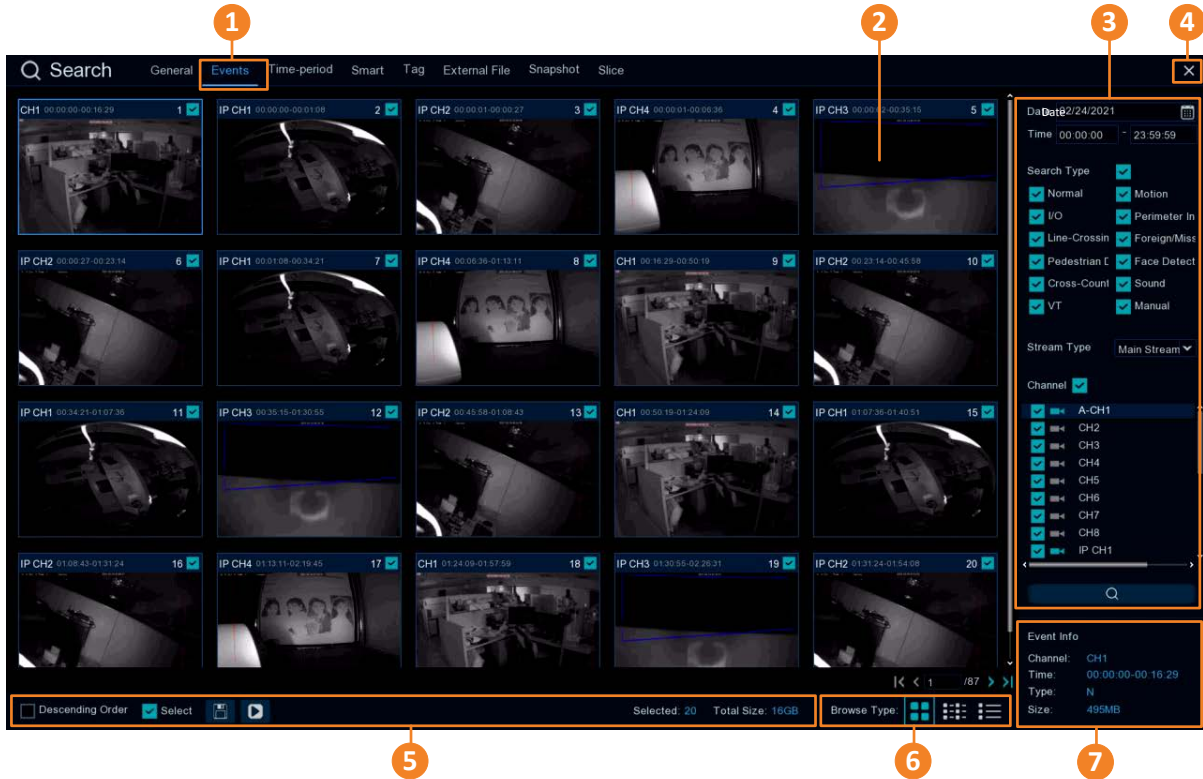 1 2 3 4
Search General Events Time-period Smart Tag External File Snapshot Slice
CH1 00:00:00-00:16:29 1
IP CH1 00:00:00-00:01:08 2
IP CH2 00:00:01-00:00:27 3
IP CH4 00:00:01-00:06:36 4
IP CH3 00:00:02-00:35:15 5
IP CH2 00:00:27-00:23:14 6
IP CH1 00:01:08-00:34:21 7
IP CH4 00:06:36-01:13:11 8
CH1 00:16:29-00:50:19 9
IP CH2 00:23:14-00:45:58 10
IP CH1 00:34:21-01:07:36 11
IP CH3 00:35:15-01:30:55 12
IP CH2 00:45:58-01:08:43 13
CH1 00:50:19-01:24:09 14
IP CH1 01:07:36-01:40:51 15
IP CH2 01:08:43-01:31:24 16
IP CH4 01:13:11-02:19:45 17
CH1 01:24:09-01:57:59 18
IP CH3 01:30:55-02:26:31 19
IP CH2 01:31:24-01:54:08 20
1 /87
Descending Order Select Selected: 20 Total Size: 16GB Browse Type:
Date 02/24/2021
Time 00:00:00 - 23:59:59
Search Type
Normal Motion
I/O Perimeter In
Line-Crossin Foreign/Miss
Pedestrian D Face Detect
Cross-Count Sound
VT Manual
Stream Type Main Stream
Channel
A-CH1
CH2
CH3
CH4
CH5
CH6
CH7
CH8
IP CH1
Event Info
Channel: CH1
Time: 00:00:00-00:16:29
Type: N
Size: 495MB
5 6 7